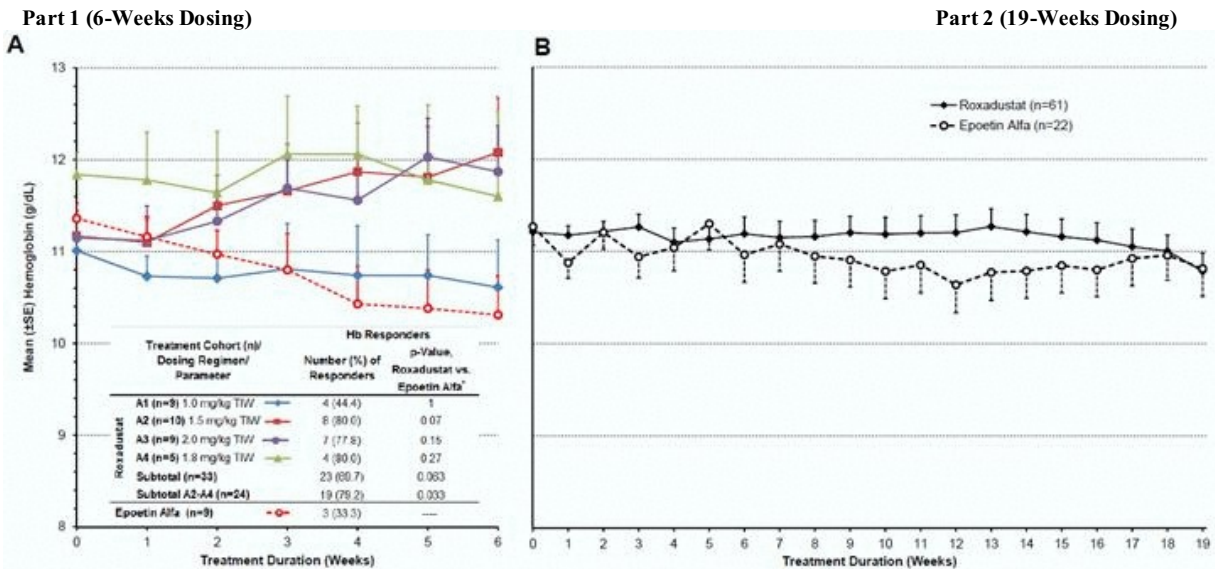 Part 1 (6-Weeks Dosing)
Part 2 (19-Weeks Dosing)
A
B
Mean (±SE) Hemoglobin (g/dL)
13
12
11
10
9
8
0 1 2 3 4 5 6
Treatment Duration (Weeks)
Treatment Cohort (n)/
Dosing Regimen/
Parameter
Hb Responders
Number (%) of
Responders
p-Value,
Roxadustat vs.
Epoetin Alfa*
Roxadustat
A1 (n=9) 1.0 mg/kg TIW 4 (44.4) 1
A2 (n=10) 1.5 mg/kg TIW 8 (80.0) 0.07
A3 (n=9) 2.0 mg/kg TIW 7 (77.8) 0.15
A4 (n=5) 1.8 mg/kg TIW 4 (80.0) 0.27
Subtotal (n=33) 23 (69.7) 0.063
Subtotal A2-A4 (n=24) 19 (79.2) 0.033
Epoetin Alfa (n=9) 3 (33.3) ----
Roxadustat (n=61)
Epoetin Alfa (n=22)
0 1 2 3 4 5 6 7 8 9 10 11 12 13 14 15 16 17 18 19
Treatment Duration (Weeks)